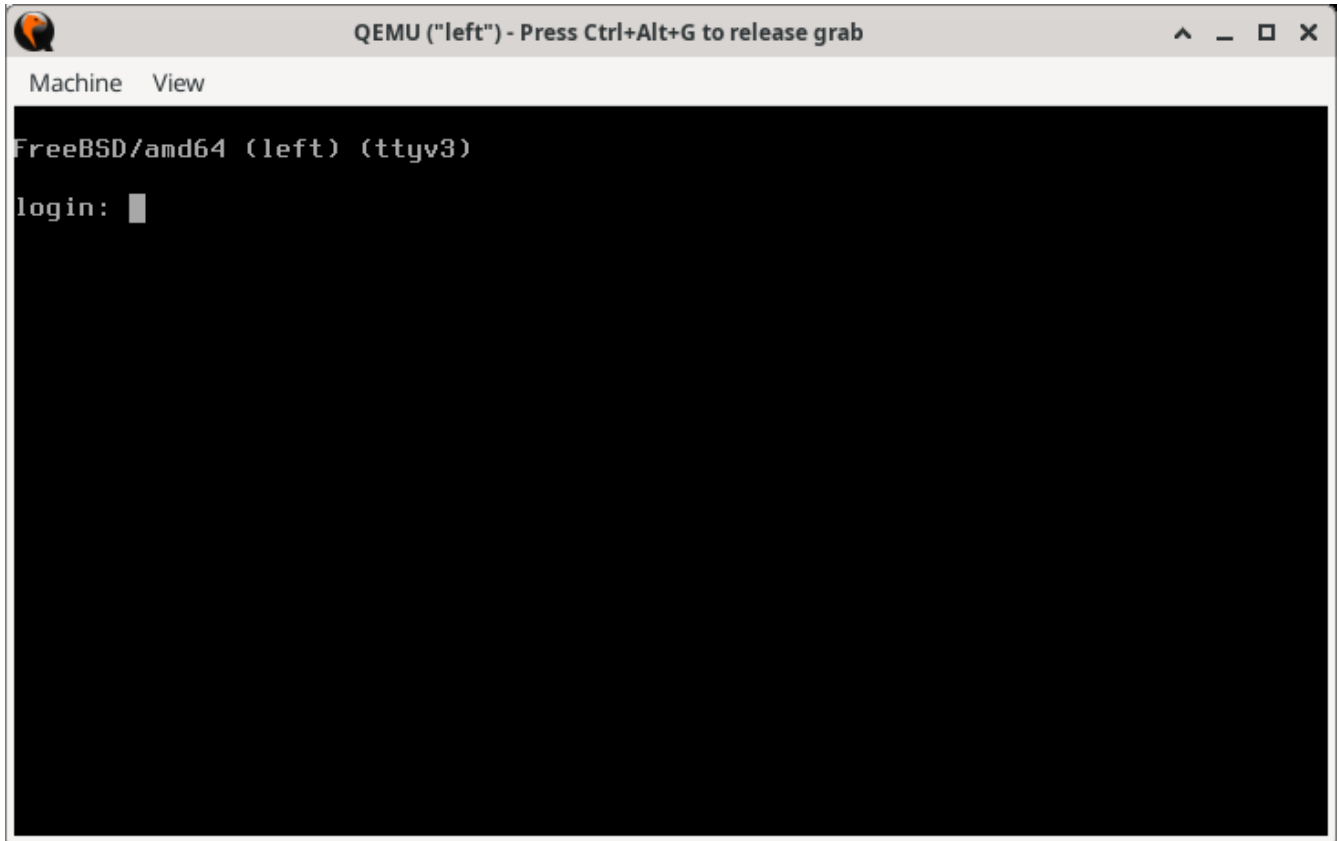 QEMU ("left") - Press Ctrl+Alt+G to release grab
Machine View
FreeBSD/amd64 (left) (ttyv3)
login: